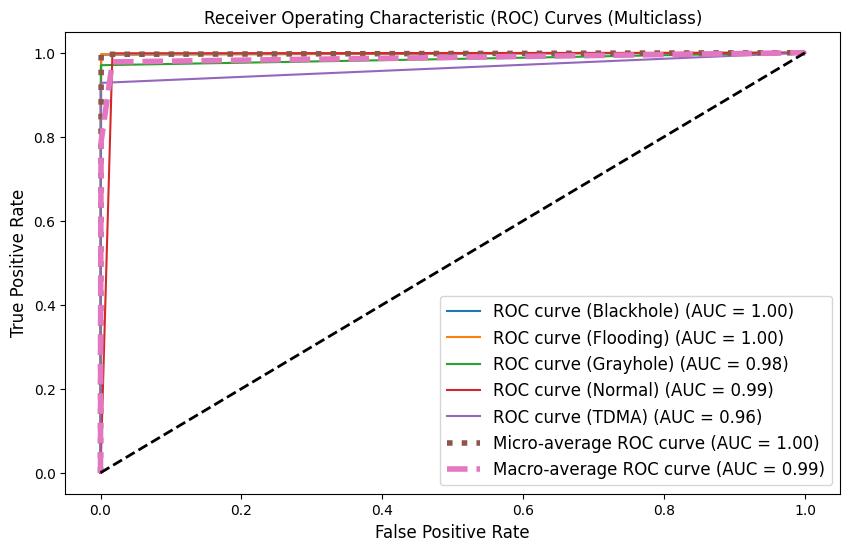 Receiver Operating Characteristic (ROC) Curves (Multiclass)
1.0
0.8
0.6
0.4
0.2
0.0
True Positive Rate
ROC curve (Blackhole) (AUC = 1.00)
ROC curve (Flooding) (AUC = 1.00)
ROC curve (Grayhole) (AUC = 0.98)
ROC curve (Normal) (AUC = 0.99)
ROC curve (TDMA) (AUC = 0.96)
Micro-average ROC curve (AUC = 1.00)
Macro-average ROC curve (AUC = 0.99)
0.0 0.2 0.4 0.6 0.8 1.0
False Positive Rate